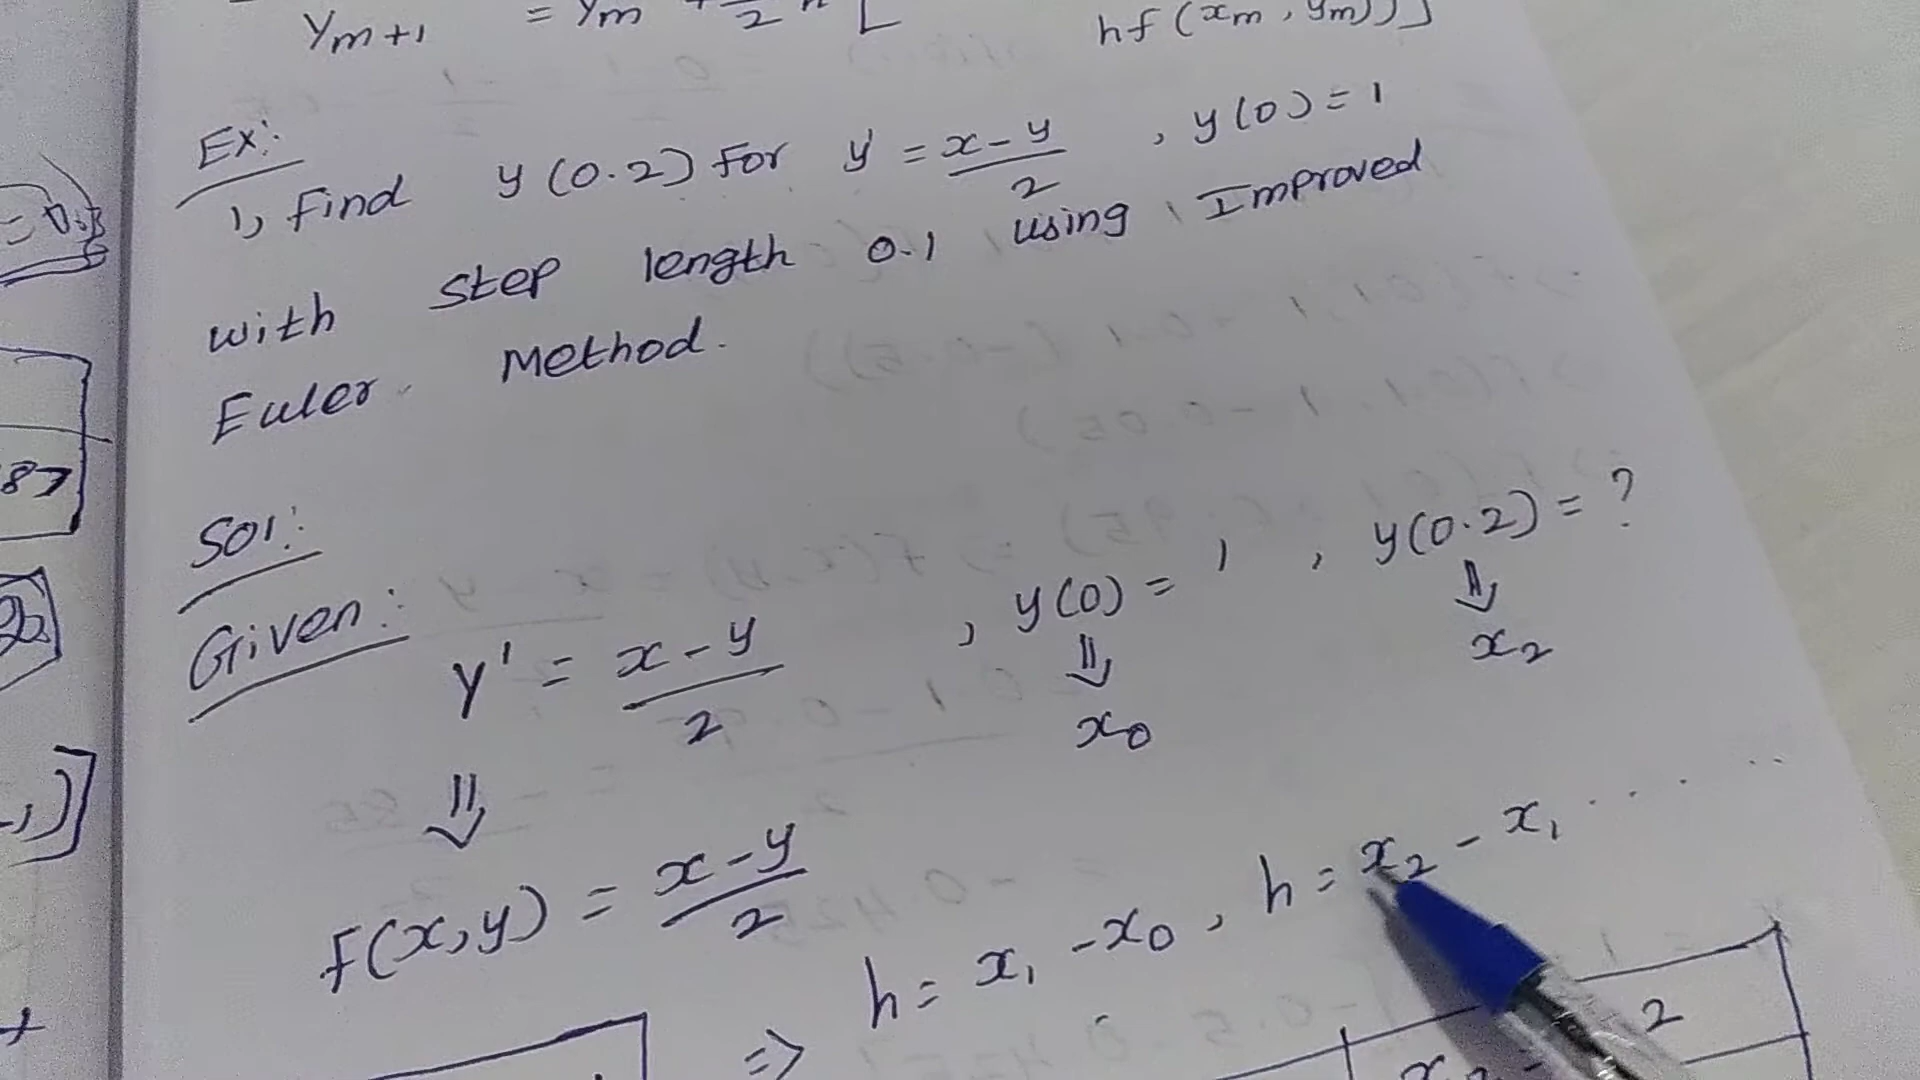 Ym+1 = Ym + h/2 [ hf(xm, ym))]
Ex:
1, Find y(0.2) for y' = x-y/2 , y(0)=1
with step length 0.1 using Improved
Euler Method.
Sol:
Given: y' = x-y/2 , y(0) = 1 , y(0.2) = ?
⇓ x0 ⇓ x2
⇓
f(x,y) = x-y/2
⇒ h = x1 - x0 , h = x2 - x1 .....
2